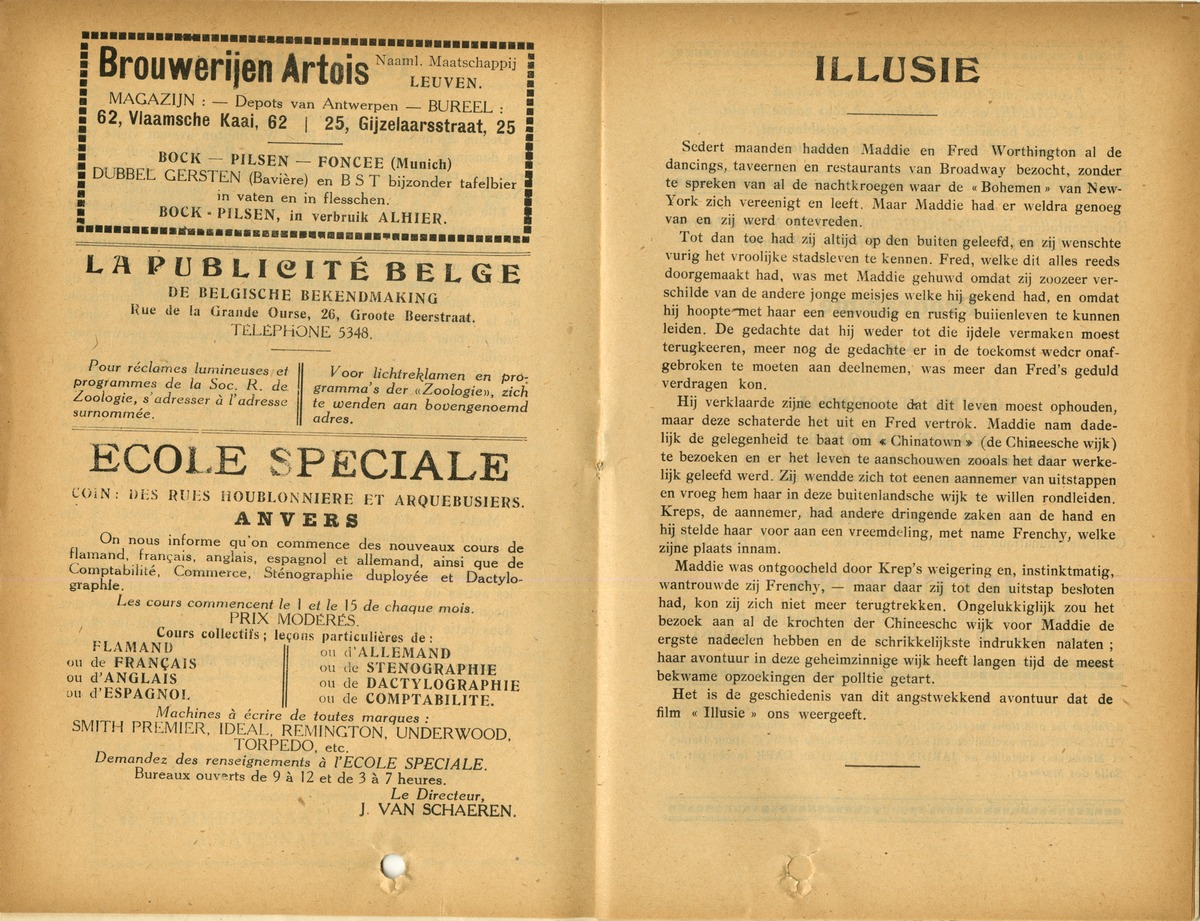 Brouwerijen Artois Naaml. Maatschappij
LEUVEN.
MAGAZIJN : — Depots van Antwerpen — BUREEL :
62, Vlaamsche Kaai, 62 | 25, Gijzelaarsstraat, 25
BOCK — PILSEN — FONCEE (Munich)
DUBBEL GERSTEN (Bavière) en B S T bijzonder tafelbier
in vaten en in flesschen.
BOCK - PILSEN, in verbruik ALHIER.
LA PUBLICITÉ BELGE
DE BELGISCHE BEKENDMAKING
Rue de la Grande Ourse, 26, Groote Beerstraat.
TÉLÉPHONE 5348.
Pour réclames lumineuses et
programmes de la Soc. R. de
Zoologie, s'adresser à l'adresse
surnommée.
Voor lichtreklamen en pro-
gramma's der «Zoologie», zich
te wenden aan bovengenoemd
adres.
ECOLE SPECIALE
COIN : DES RUES HOUBLONNIERE ET ARQUEBUSIERS.
ANVERS
On nous informe qu'on commence des nouveaux cours de
flamand, français, anglais, espagnol et allemand, ainsi que de
Comptabilité, Commerce, Sténographie duployée et Dactylo-
graphie.
Les cours commencent le 1 et le 15 de chaque mois.
PRIX MODÉRÉS.
Cours collectifs ; leçons particulières de :
FLAMAND
ou de FRANÇAIS
ou d'ANGLAIS
ou d'ESPAGNOL
ou d'ALLEMAND
ou de STENOGRAPHIE
ou de DACTYLOGRAPHIE
ou de COMPTABILITE.
Machines à écrire de toutes marques :
SMITH PREMIER, IDEAL, REMINGTON, UNDERWOOD,
TORPEDO, etc.
Demandez des renseignements à l'ECOLE SPECIALE.
Bureaux ouverts de 9 à 12 et de 3 à 7 heures.
Le Directeur,
J. VAN SCHAEREN.
ILLUSIE
Sedert maanden hadden Maddie en Fred Worthington al de
dancings, taveernen en restaurants van Broadway bezocht, zonder
te spreken van al de nachtkroegen waar de « Bohemen » van New-
York zich vereenigt en leeft. Maar Maddie had er weldra genoeg
van en zij werd ontevreden.
Tot dan toe had zij altijd op den buiten geleefd, en zij wenschte
vurig het vroolijke stadsleven te kennen. Fred, welke dit alles reeds
doorgemaakt had, was met Maddie gehuwd omdat zij zoozeer ver-
schilde van de andere jonge meisjes welke hij gekend had, en omdat
hij hoopte met haar een eenvoudig en rustig buiienleven te kunnen
leiden. De gedachte dat hij weder tot die ijdele vermaken moest
terugkeeren, meer nog de gedachte er in de toekomst weder onaf-
gebroken te moeten aan deelnemen, was meer dan Fred's geduld
verdragen kon.
Hij verklaarde zijne echtgenoote dat dit leven moest ophouden,
maar deze schaterde het uit en Fred vertrok. Maddie nam dade-
lijk de gelegenheid te baat om « Chinatown » (de Chineesche wijk)
te bezoeken en er het leven te aanschouwen zooals het daar werke-
lijk geleefd werd. Zij wendde zich tot eenen aannemer van uitstappen
en vroeg hem haar in deze buitenlandsche wijk te willen rondleiden.
Kreps, de aannemer, had andere dringende zaken aan de hand en
hij stelde haar voor aan een vreemdeling, met name Frenchy, welke
zijne plaats innam.
Maddie was ontgoocheld door Krep's weigering en, instinktmatig,
wantrouwde zij Frenchy, — maar daar zij tot den uitstap besloten
had, kon zij zich niet meer terugtrekken. Ongelukkiglijk zou het
bezoek aan al de krochten der Chineesche wijk voor Maddie de
ergste nadeelen hebben en de schrikkelijkste indrukken nalaten ;
haar avontuur in deze geheimzinnige wijk heeft langen tijd de meest
bekwame opzoekingen der politie getart.
Het is de geschiedenis van dit angstwekkend avontuur dat de
film « Illusie » ons weergeeft.